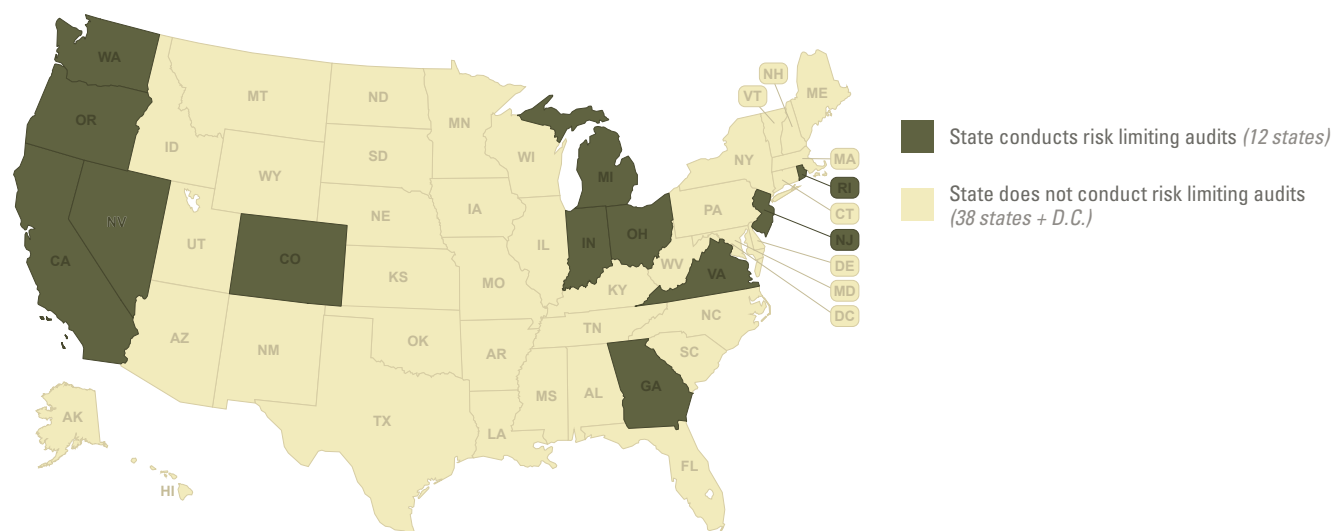 WA
MT
ND
MN
NH
VT
ME
OR
ID
SD
WI
NY
MA
WY
MI
RI
NV
NE
IA
PA
CT
CA
UT
CO
IL
IN
OH
NJ
KS
MO
WV
VA
DE
KY
MD
DC
AZ
NM
OK
AR
TN
NC
SC
MS
AL
GA
TX
LA
AK
FL
HI
State conducts risk limiting audits (12 states)
State does not conduct risk limiting audits
(38 states + D.C.)